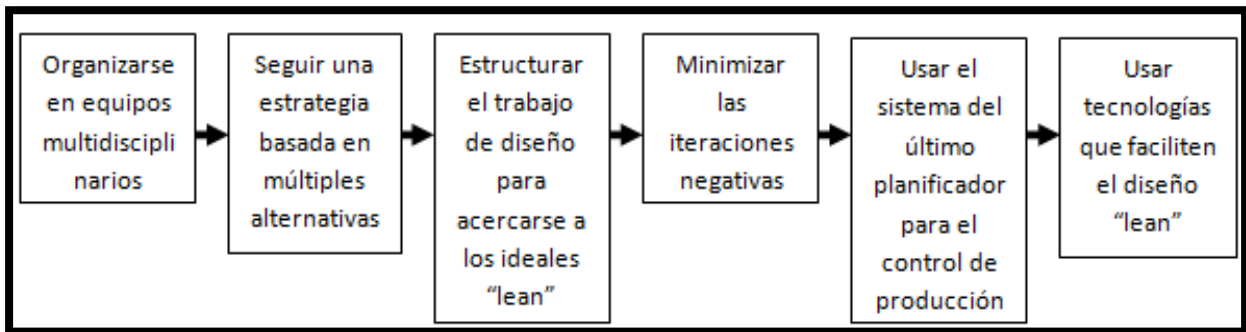 Organizarse
en equipos
multidiscipli
narios
Seguir una
estrategia
basada en
múltiples
alternativas
Estructurar
el trabajo
de diseño
para
acercarse a
los ideales
“lean”
Minimizar
las
iteraciones
negativas
Usar el
sistema del
último
planificador
para el
control de
producción
Usar
tecnologías
que faciliten
el diseño
“lean”